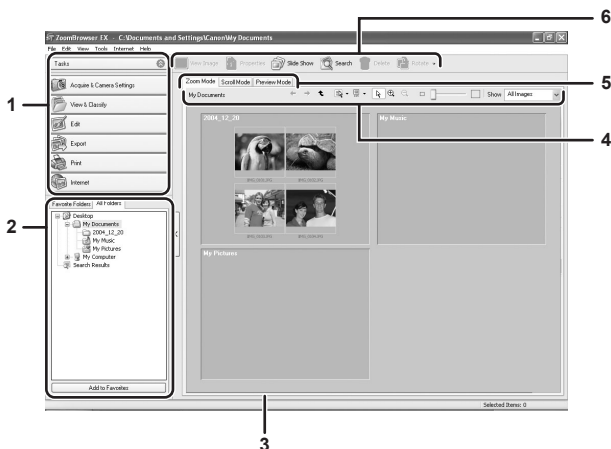 6
ZoomBrowser EX - C:\Documents and Settings\Canon\My Documents
File Edit View Tools Internet Help
Tasks
View Image Properties Slide Show Search Delete Rotate
1
Acquire & Camera Settings
View & Classify
Edit
Export
Print
Internet
Zoom Mode Scroll Mode Preview Mode
5
My Documents
Show All Images
4
2004_12_20
My Music
My Pictures
2
Favorite Folders All Folders
Desktop
My Documents
2004_12_20
My Music
My Pictures
My Computer
Search Results
Add to Favorites
Selected Items: 0
3